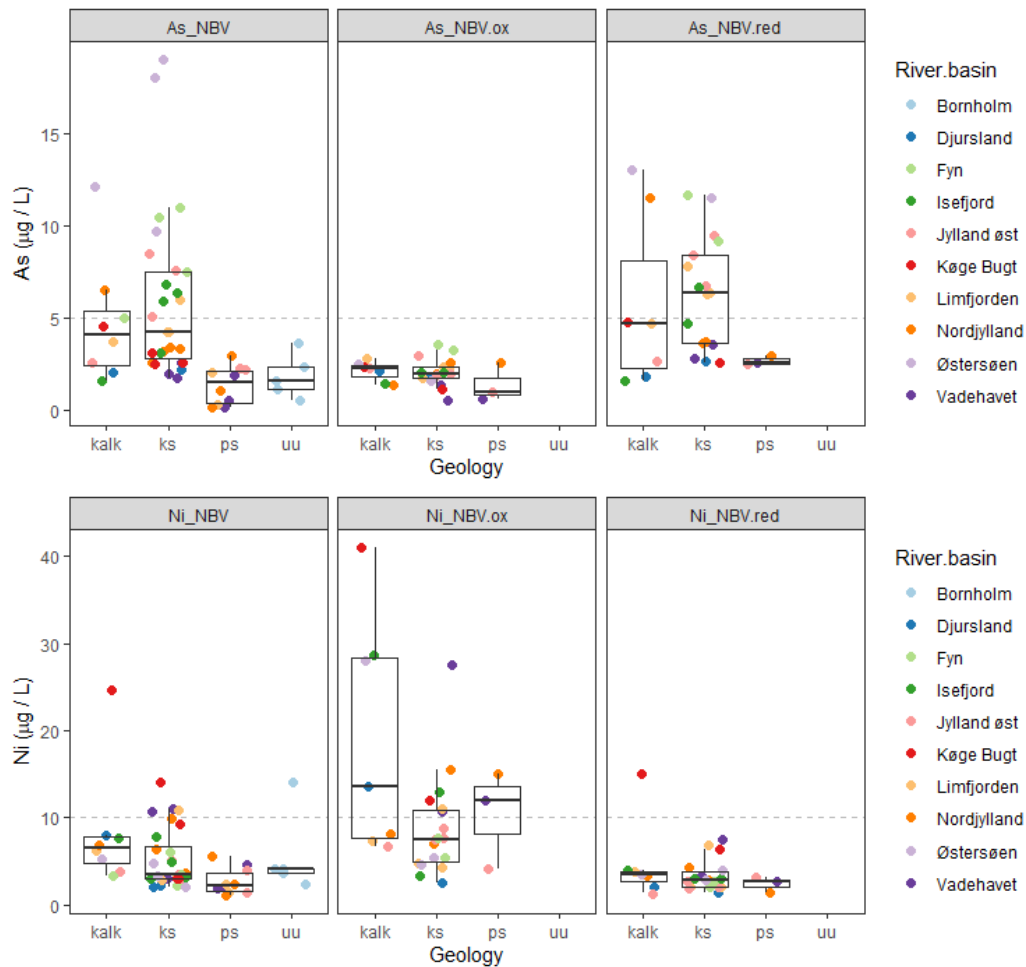 As_NBV As_NBV.ox As_NBV.red
15
10
5
0
As (µg / L)
kalk ks ps uu kalk ks ps uu kalk ks ps uu
Geology
River.basin
Bornholm
Djursland
Fyn
Isefjord
Jylland øst
Køge Bugt
Limfjorden
Nordjylland
Østersøen
Vadehavet
Ni_NBV Ni_NBV.ox Ni_NBV.red
40
30
20
10
0
Ni (µg / L)
kalk ks ps uu kalk ks ps uu kalk ks ps uu
Geology
River.basin
Bornholm
Djursland
Fyn
Isefjord
Jylland øst
Køge Bugt
Limfjorden
Nordjylland
Østersøen
Vadehavet